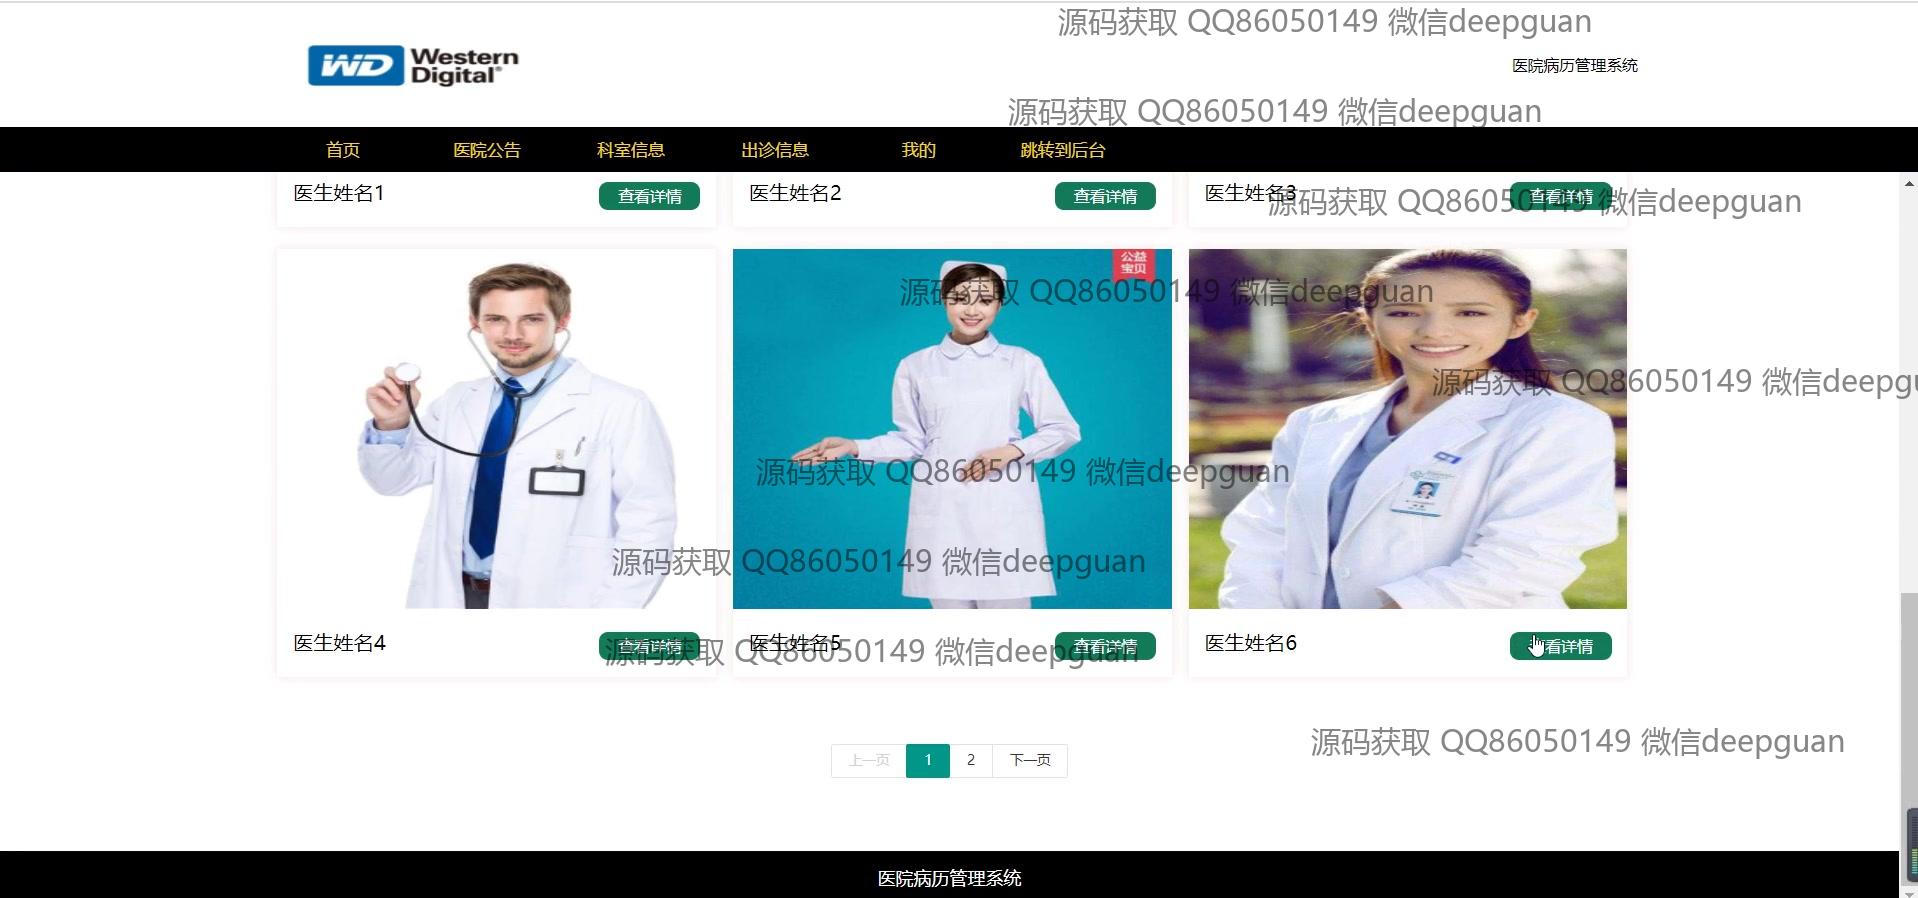 源码获取 QQ86050149 微信deepguan
WD Western
Digital®
医院病历管理系统
源码获取 QQ86050149 微信deepguan
首页 医院公告 科室信息 出诊信息 我的 跳转到后台
医生姓名1 查看详情 医生姓名2 查看详情 医生姓名3 查看详情
源码获取 QQ86050149 微信deepguan
公益
宝贝
源码获取 QQ86050149 微信deepguan
源码获取 QQ86050149 微信deepgu
源码获取 QQ86050149 微信deepguan
源码获取 QQ86050149 微信deepguan
医生姓名4 查看详情 医生姓名5 查看详情 医生姓名6 查看详情
源码获取 QQ86050149 微信deepguan
源码获取 QQ86050149 微信deepguan
上一页 1 2 下一页
医院病历管理系统